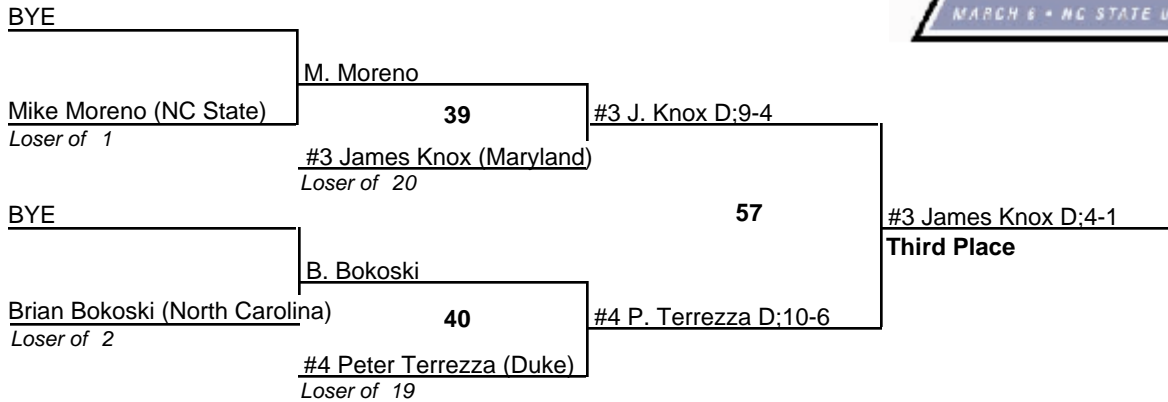 BYE
MARCH 6 • NC STATE U
M. Moreno
Mike Moreno (NC State)
39
#3 J. Knox D;9-4
Loser of 1
#3 James Knox (Maryland)
Loser of 20
BYE
57
#3 James Knox D;4-1
Third Place
B. Bokoski
Brian Bokoski (North Carolina)
40
#4 P. Terrezza D;10-6
Loser of 2
#4 Peter Terrezza (Duke)
Loser of 19